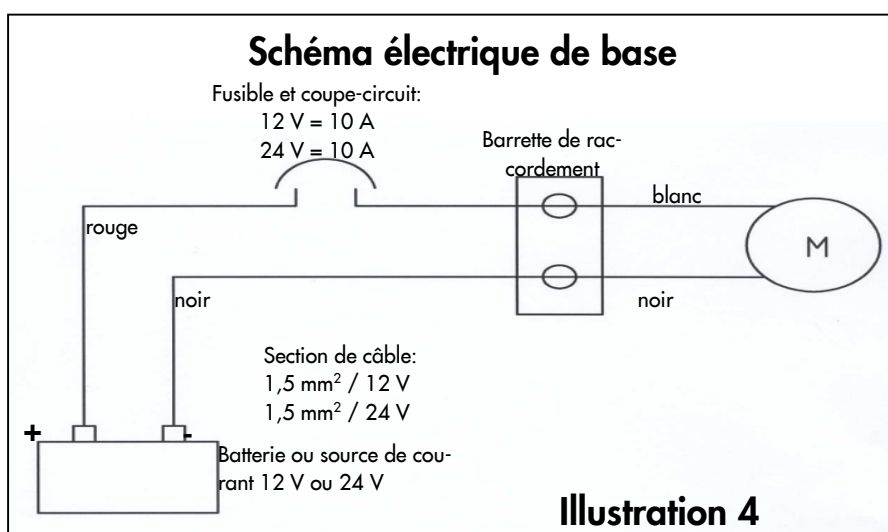 Schéma électrique de base
Fusible et coupe-circuit:
12 V = 10 A
24 V = 10 A
Barrette de rac-
cordement
blanc
rouge
M
noir
noir
Section de câble:
1,5 mm² / 12 V
1,5 mm² / 24 V
+
-
Batterie ou source de cou-
rant 12 V ou 24 V
Illustration 4